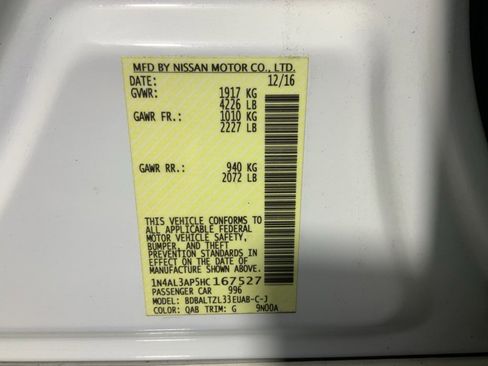 MFD BY NISSAN MOTOR CO., LTD.
DATE: 12/16
GVWR: 1917 KG
4226 LB
GAWR FR.: 1010 KG
2227 LB
GAWR RR.: 940 KG
2072 LB
THIS VEHICLE CONFORMS TO
ALL APPLICABLE FEDERAL
MOTOR VEHICLE SAFETY,
BUMPER, AND THEFT
PREVENTION STANDARDS IN
EFFECT ON THE DATE OF
MANUFACTURE SHOWN ABOVE.
1N4AL3AP5HC167527
PASSENGER CAR 996
MODEL: BDBALTZL33EUA8-C-J
COLOR: QAB TRIM: G 9N00A